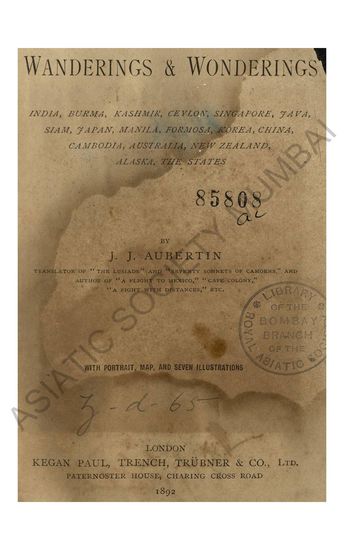 WANDERINGS & WONDERINGS
INDIA, BURMA, KASHMIR, CEYLON, SINGAPORE, JAVA,
SIAM, JAPAN, MANILA, FORMOSA, KOREA, CHINA,
CAMBODIA, AUSTRALIA, NEW ZEALAND,
ALASKA, THE STATES
85808
BY
J. J. AUBERTIN
TRANSLATOR OF "THE LUSIADS" AND "SEVENTY SONNETS OF CAMOENS," AND
AUTHOR OF "A FLIGHT TO MEXICO," "CAPE COLONY,"
"A FIGHT WITH DISTANCES," ETC.
LIBRARY
OF THE
BOMBAY
BRANCH
OF THE
ROYAL ASIATIC
WITH PORTRAIT, MAP, AND SEVEN ILLUSTRATIONS
z-d-65
LONDON
KEGAN PAUL, TRENCH, TRÜBNER & CO., LTD.
PATERNOSTER HOUSE, CHARING CROSS ROAD
1892
ASIATIC SOCIETY MUMBAI